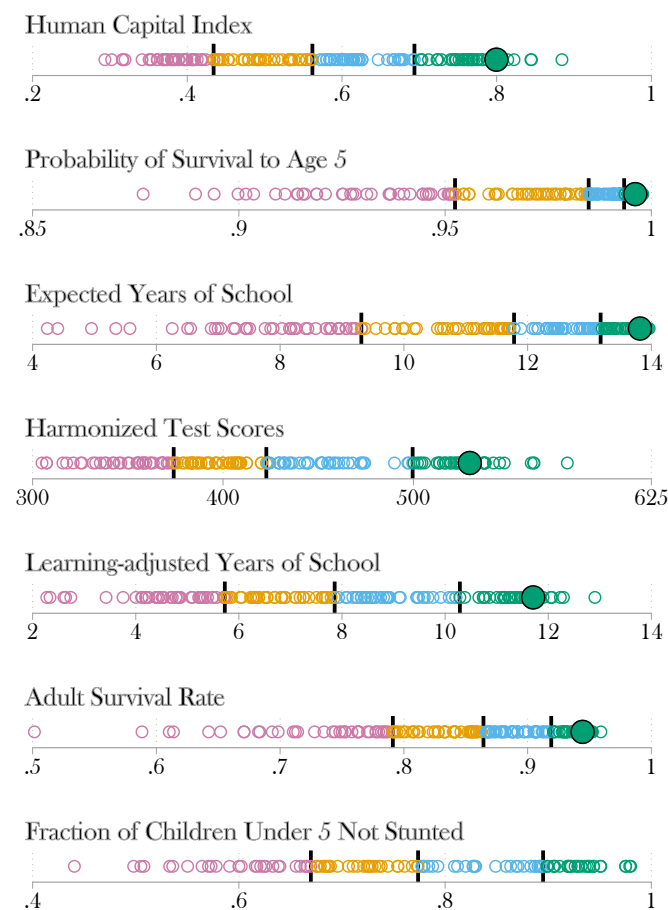 Human Capital Index
.2 .4 .6 .8 1
Probability of Survival to Age 5
.85 .9 .95 1
Expected Years of School
4 6 8 10 12 14
Harmonized Test Scores
300 400 500 625
Learning-adjusted Years of School
2 4 6 8 10 12 14
Adult Survival Rate
.5 .6 .7 .8 .9 1
Fraction of Children Under 5 Not Stunted
.4 .6 .8 1